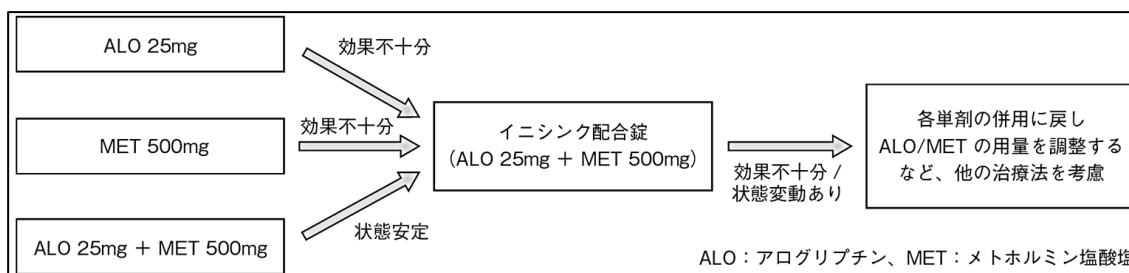 ALO 25mg
効果不十分
MET 500mg
効果不十分
ALO 25mg + MET 500mg
状態安定
イニシンク配合錠
(ALO 25mg + MET 500mg)
効果不十分 /
状態変動あり
各単剤の併用に戻し
ALO/MET の用量を調整する
など、他の治療法を考慮
ALO：アログリプチン、MET：メトホルミン塩酸塩